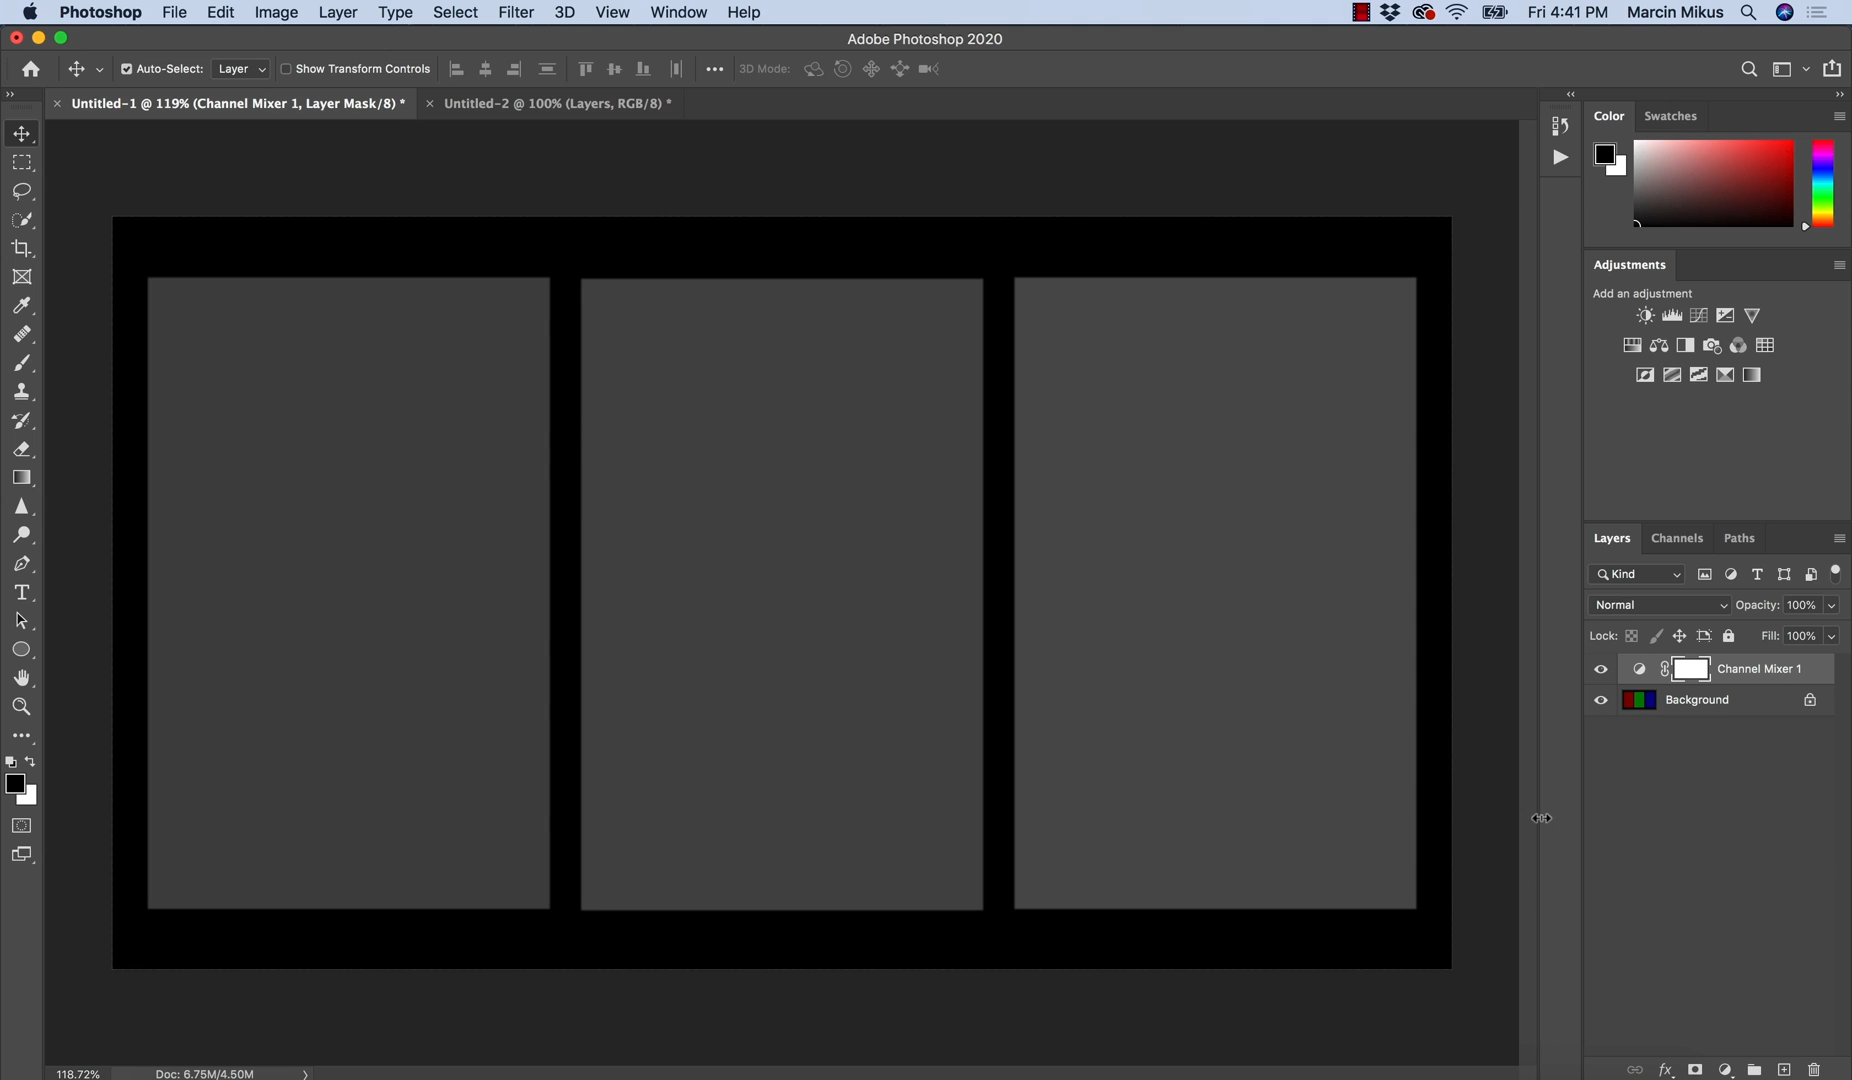 Photoshop File Edit Image Layer Type Select Filter 3D View Window Help Fri 4:41 PM Marcin Mikus
Adobe Photoshop 2020
Auto-Select: Layer Show Transform Controls 3D Mode:
Untitled-1 @ 119% (Channel Mixer 1, Layer Mask/8) * Untitled-2 @ 100% (Layers, RGB/8) *
Color Swatches
Adjustments
Add an adjustment
Layers Channels Paths
Kind
Normal Opacity: 100%
Lock: Fill: 100%
Channel Mixer 1
Background
118.72% Doc: 6.75M/4.50M